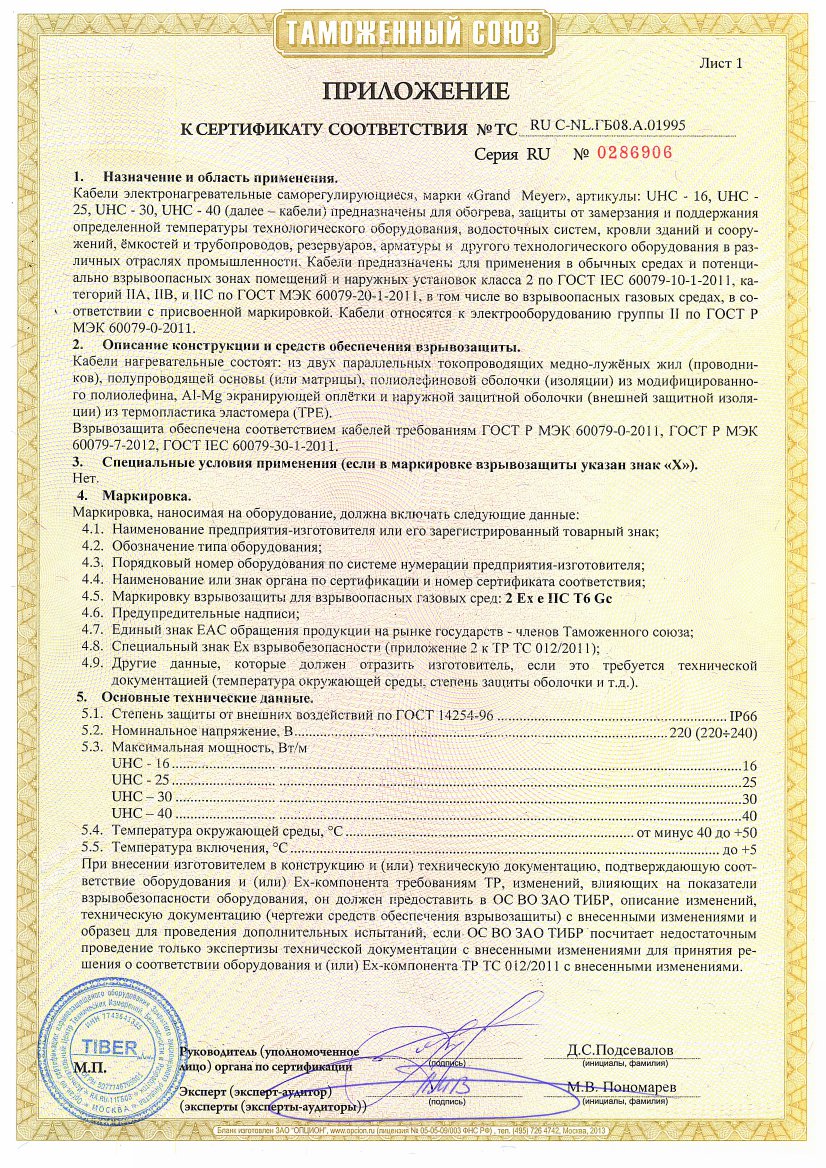 ТАМОЖЕННЫЙ СОЮЗ
Лист 1
ПРИЛОЖЕНИЕ
К СЕРТИФИКАТУ СООТВЕТСТВИЯ № ТС RU C-NL.ГБ08.А.01995
Серия RU № 0286906
1. Назначение и область применения.
Кабели электронагревательные саморегулирующиеся, марки «Grand Meyer», артикулы: UHC - 16, UHC -
25, UHC - 30, UHC - 40 (далее – кабели) предназначены для обогрева, защиты от замерзания и поддержания
определенной температуры технологического оборудования, водосточных систем, кровли зданий и соору-
жений, ёмкостей и трубопроводов, резервуаров, арматуры и другого технологического оборудования в раз-
личных отраслях промышленности. Кабели предназначены для применения в обычных средах и потенци-
ально взрывоопасных зонах помещений и наружных установок класса 2 по ГОСТ IEC 60079-10-1-2011, ка-
тегорий IIA, IIB, и IIC по ГОСТ МЭК 60079-20-1-2011, в том числе во взрывоопасных газовых средах, в со-
ответствии с присвоенной маркировкой. Кабели относятся к электрооборудованию группы II по ГОСТ Р
МЭК 60079-0-2011.
2. Описание конструкции и средств обеспечения взрывозащиты.
Кабели нагревательные состоят: из двух параллельных токопроводящих медно-лужёных жил (проводни-
ков), полупроводящей основы (или матрицы), полиолефиновой оболочки (изоляции) из модифицированно-
го полиолефина, Al-Mg экранирующей оплётки и наружной защитной оболочки (внешней защитной изоля-
ции) из термопластика эластомера (TPE).
Взрывозащита обеспечена соответствием кабелей требованиям ГОСТ Р МЭК 60079-0-2011, ГОСТ Р МЭК
60079-7-2012, ГОСТ IEC 60079-30-1-2011.
3. Специальные условия применения (если в маркировке взрывозащиты указан знак «Х»).
Нет.
4. Маркировка.
Маркировка, наносимая на оборудование, должна включать следующие данные:
4.1. Наименование предприятия-изготовителя или его зарегистрированный товарный знак;
4.2. Обозначение типа оборудования;
4.3. Порядковый номер оборудования по системе нумерации предприятия-изготовителя;
4.4. Наименование или знак органа по сертификации и номер сертификата соответствия;
4.5. Маркировку взрывозащиты для взрывоопасных газовых сред: 2 Ex e IIC T6 Gc
4.6. Предупредительные надписи;
4.7. Единый знак ЕАС обращения продукции на рынке государств - членов Таможенного союза;
4.8. Специальный знак Ex взрывобезопасности (приложение 2 к ТР ТС 012/2011);
4.9. Другие данные, которые должен отразить изготовитель, если это требуется технической
документацией (температура окружающей среды, степень защиты оболочки и т.д.).
5. Основные технические данные.
5.1. Степень защиты от внешних воздействий по ГОСТ 14254-96 ... IP66
5.2. Номинальное напряжение, В... 220 (220÷240)
5.3. Максимальная мощность, Вт/м
UHC - 16 ... 16
UHC - 25 ... 25
UHC – 30 ... 30
UHC – 40 ... 40
5.4. Температура окружающей среды, °С ... от минус 40 до +50
5.5. Температура включения, °С ... до +5
При внесении изготовителем в конструкцию и (или) техническую документацию, подтверждающую соот-
ветствие оборудования и (или) Ex-компонента требованиям ТР, изменений, влияющих на показатели
взрывобезопасности оборудования, он должен предоставить в ОС ВО ЗАО ТИБР, описание изменений,
техническую документацию (чертежи средств обеспечения взрывозащиты) с внесенными изменениями и
образец для проведения дополнительных испытаний, если ОС ВО ЗАО ТИБР посчитает недостаточным
проведение только экспертизы технической документации с внесенными изменениями для принятия ре-
шения о соответствии оборудования и (или) Ex-компонента ТР ТС 012/2011 с внесенными изменениями.
TIBER
МОСКВА
М.П.
Руководитель (уполномоченное
лицо) органа по сертификации
(подпись)
Д.С.Подсевалов
(инициалы, фамилия)
Эксперт (эксперт-аудитор)
(эксперты (эксперты-аудиторы))
(подпись)
М.В. Пономарев
(инициалы, фамилия)
Бланк изготовлен ЗАО "ОПЦИОН", www.opcion.ru (лицензия № 05-05-09/003 ФНС РФ), тел. (495) 726 4742, Москва, 2013